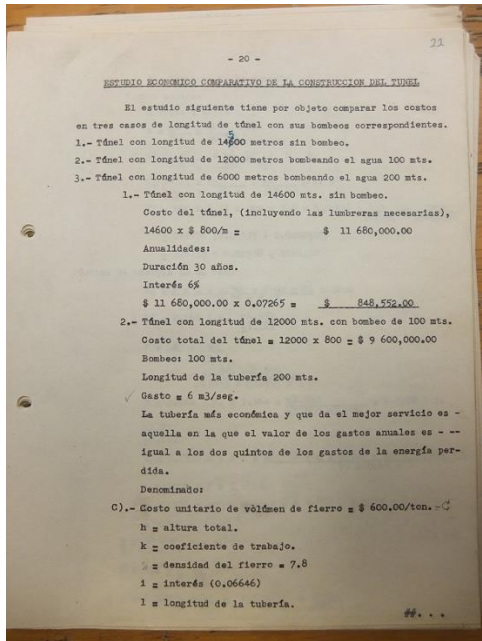 22
- 20 -
ESTUDIO ECONOMICO COMPARATIVO DE LA CONSTRUCCION DEL TUNEL
El estudio siguiente tiene por objeto comparar los costos
en tres casos de longitud de túnel con sus bombeos correspondientes.
1.- Túnel con longitud de 14500 metros sin bombeo.
2.- Túnel con longitud de 12000 metros bombeando el agua 100 mts.
3.- Túnel con longitud de 6000 metros bombeando el agua 200 mts.
1.- Túnel con longitud de 14600 mts. sin bombeo.
Costo del túnel, (incluyendo las lumbreras necesarias),
14600 x $ 800/m = $ 11 680,000.00
Anualidades:
Duración 30 años.
Interés 6%
$ 11 680,000.00 x 0.07265 = $ 848,552.00
2.- Túnel con longitud de 12000 mts. con bombeo de 100 mts.
Costo total del túnel = 12000 x 800 = $ 9 600,000.00
Bombeo: 100 mts.
Longitud de la tubería 200 mts.
✓ Gasto = 6 m3/seg.
La tubería más económica y que da el mejor servicio es -
aquella en la que el valor de los gastos anuales es - --
igual a los dos quintos de los gastos de la energía per-
dida.
Denominado:
C).- Costo unitario de vólúmen de fierro = $ 600.00/ton. = C
h = altura total.
k = coeficiente de trabajo.
= densidad del fierro = 7.8
i = interés (0.06646)
l = longitud de la tubería.
##. . .